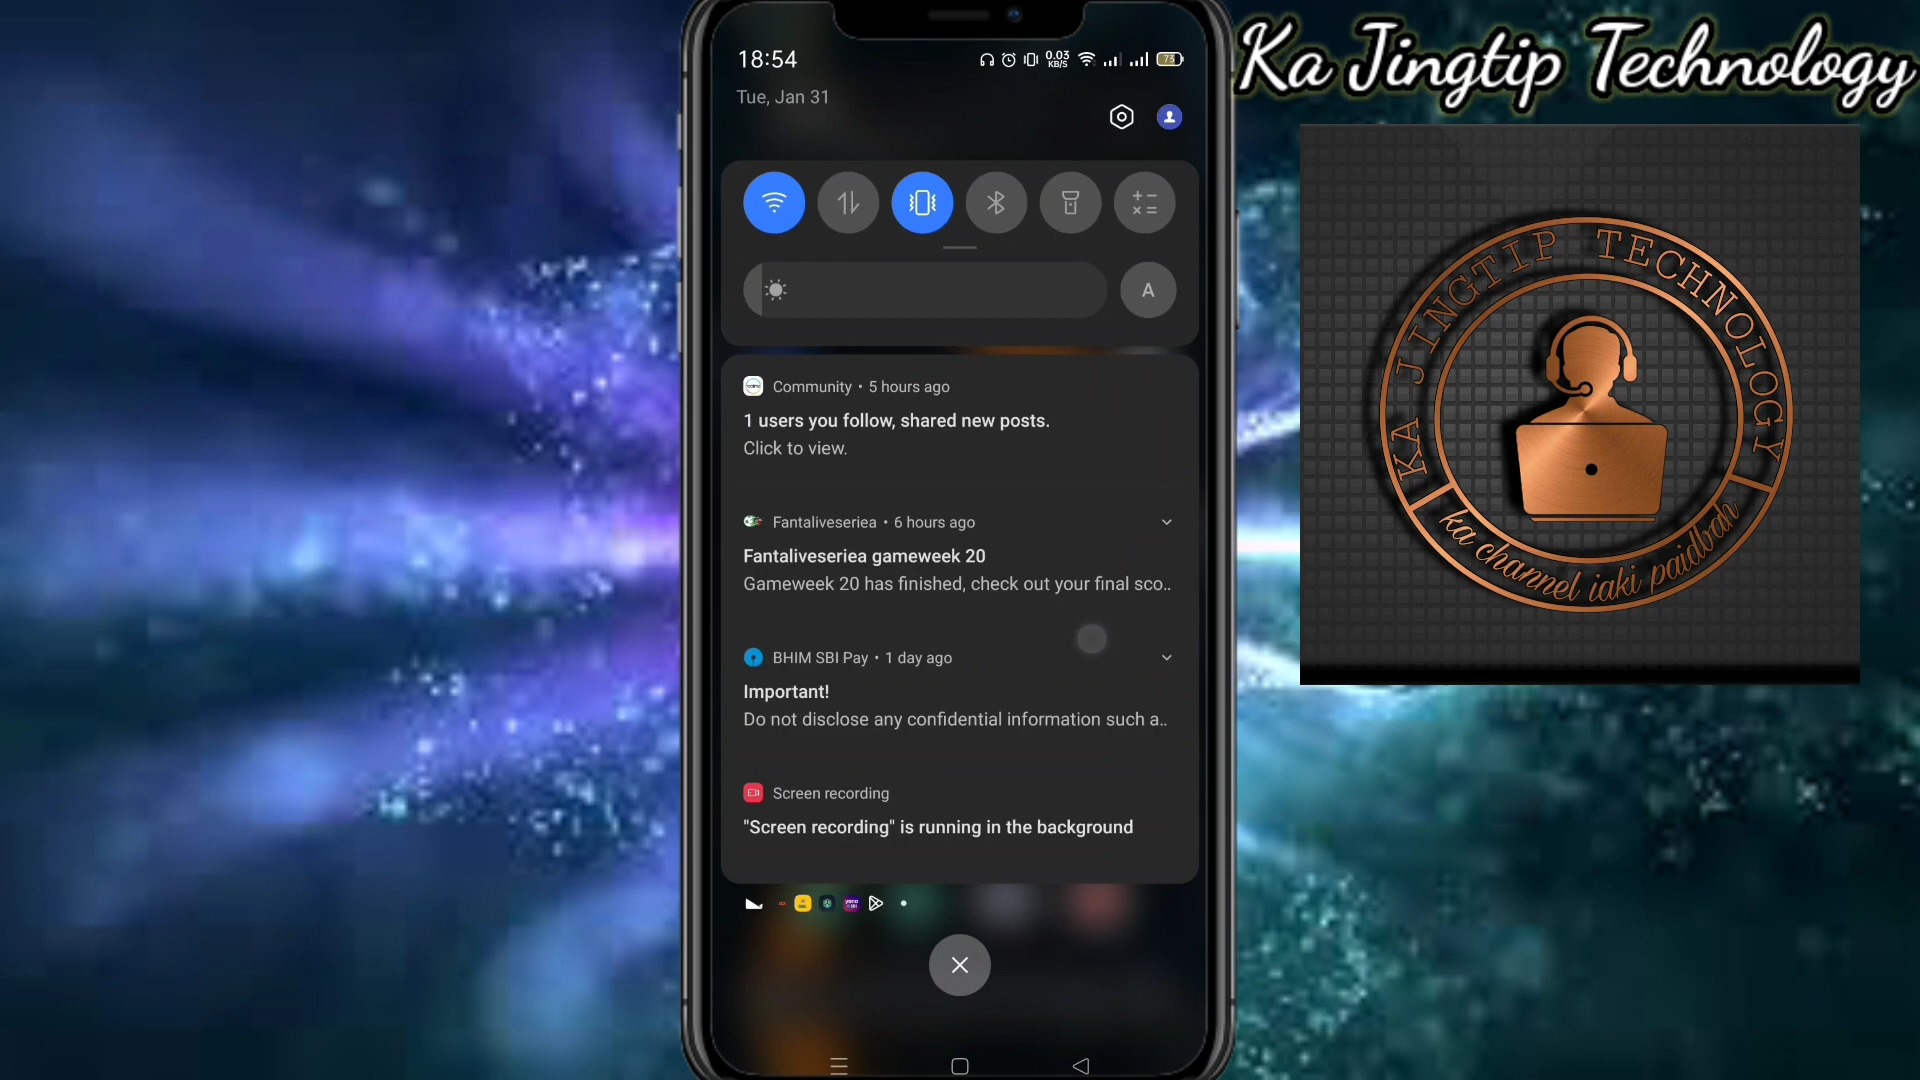 Ka Jingtip Technology
18:54
0.03
KB/S
73
Tue, Jan 31
A
Community • 5 hours ago
1 users you follow, shared new posts.
Click to view.
Fantaliveseriea • 6 hours ago
Fantaliveseriea gameweek 20
Gameweek 20 has finished, check out your final sco..
BHIM SBI Pay • 1 day ago
Important!
Do not disclose any confidential information such a..
Screen recording
"Screen recording" is running in the background
KA JINGTIP TECHNOLOGY
ka channel iaki paidbah